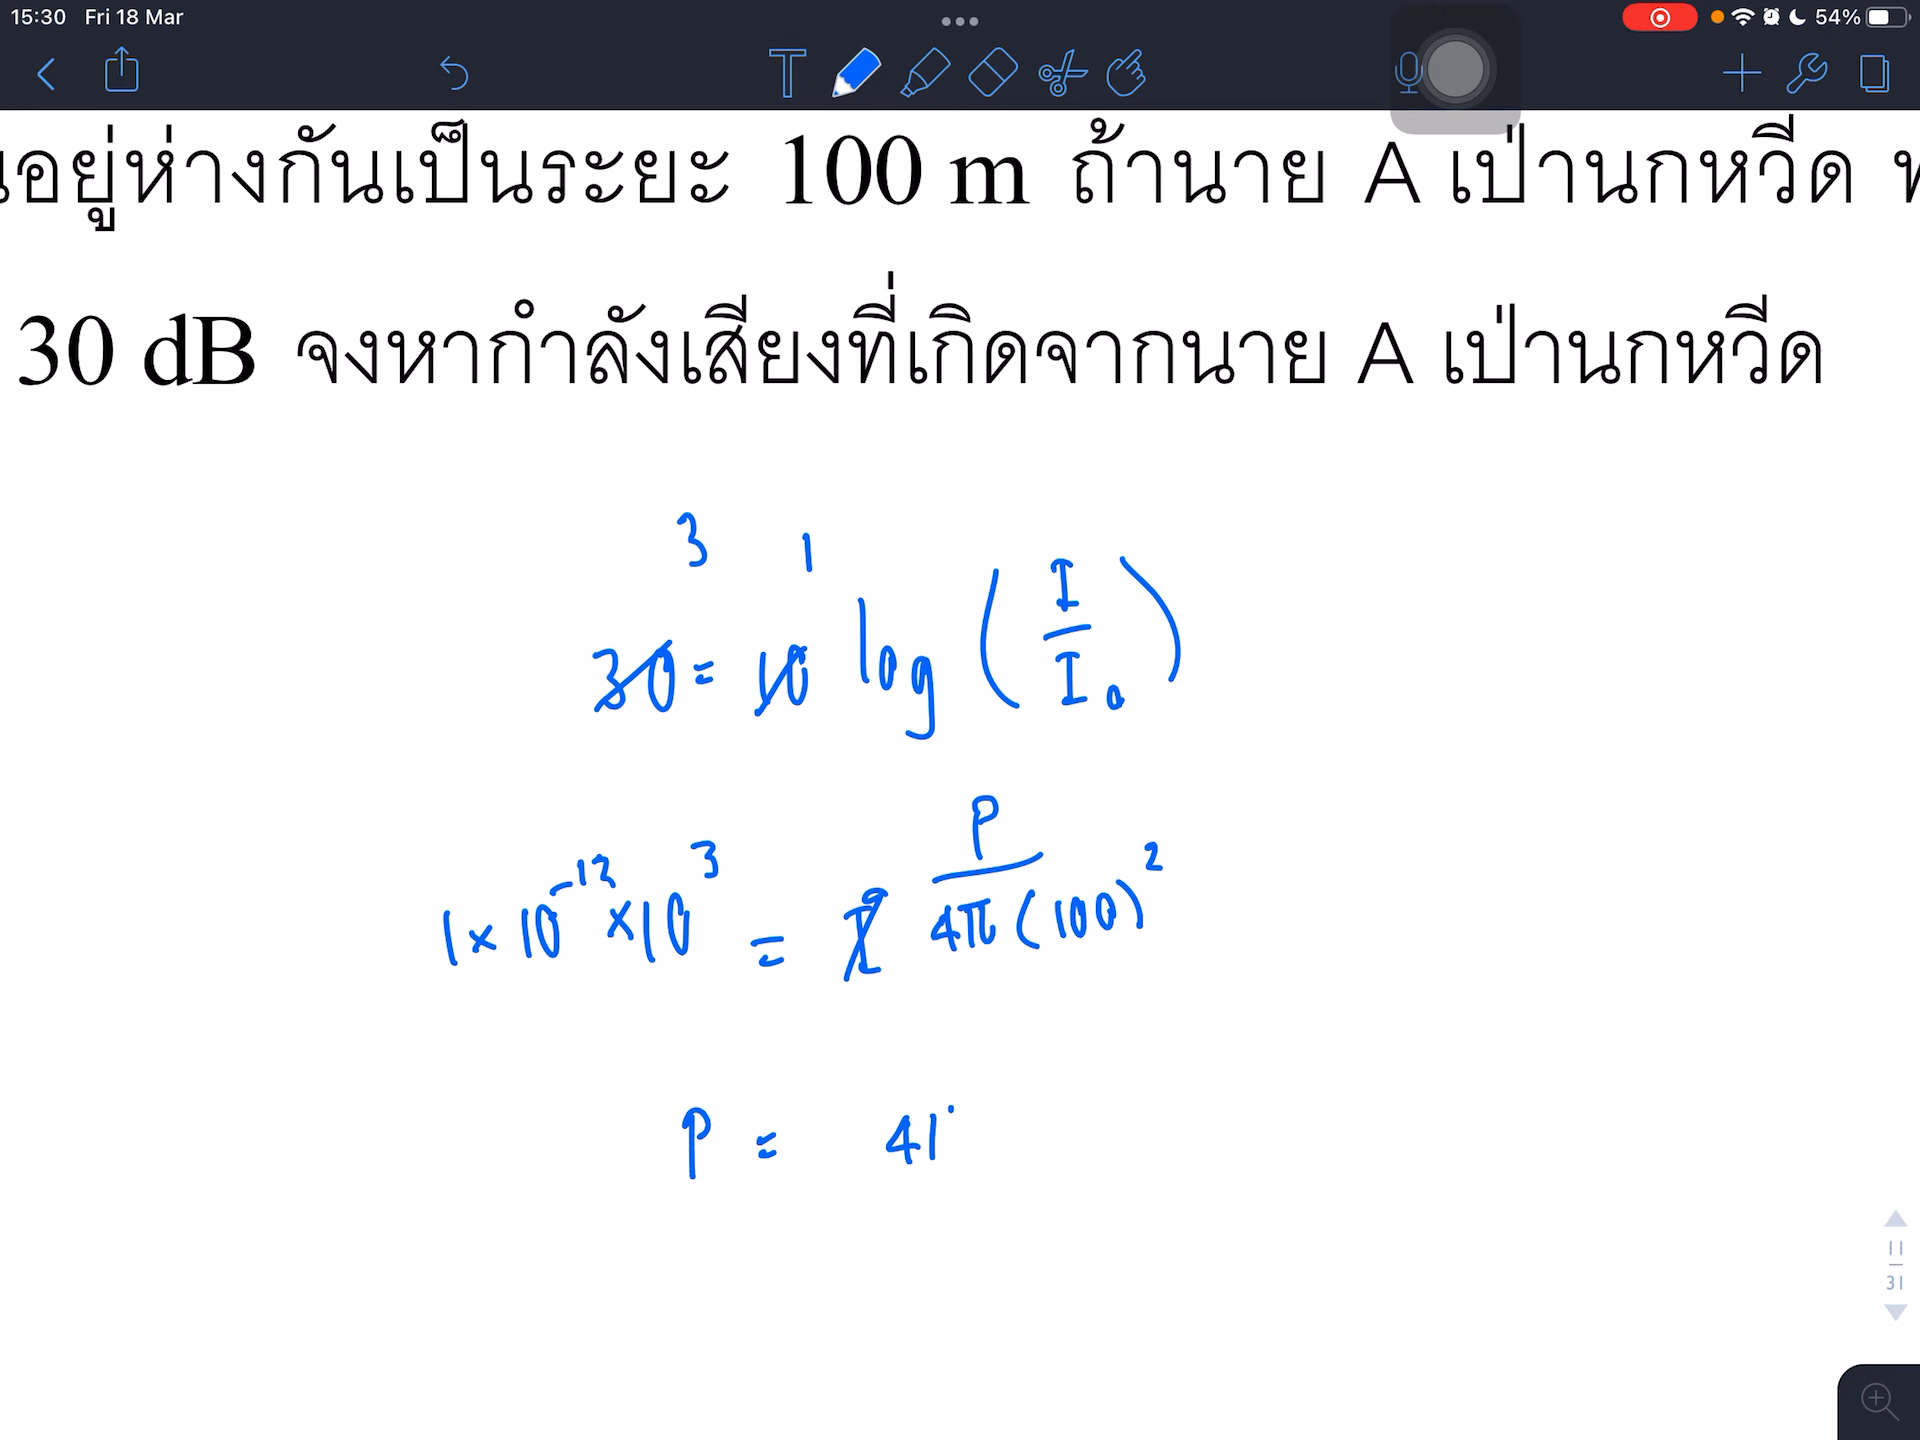 15:30 Fri 18 Mar
54%
T
อยู่ห่างกันเป็นระยะ 100 m ถ้านาย A เป่านกหวีด
30 dB จงหากำลังเสียงที่เกิดจากนาย A เป่านกหวีด
3 1
30 = 10 log ( I / I₀ )
1 × 10⁻¹² × 10³ = I P / 4π (100)²
P = 41
11
31